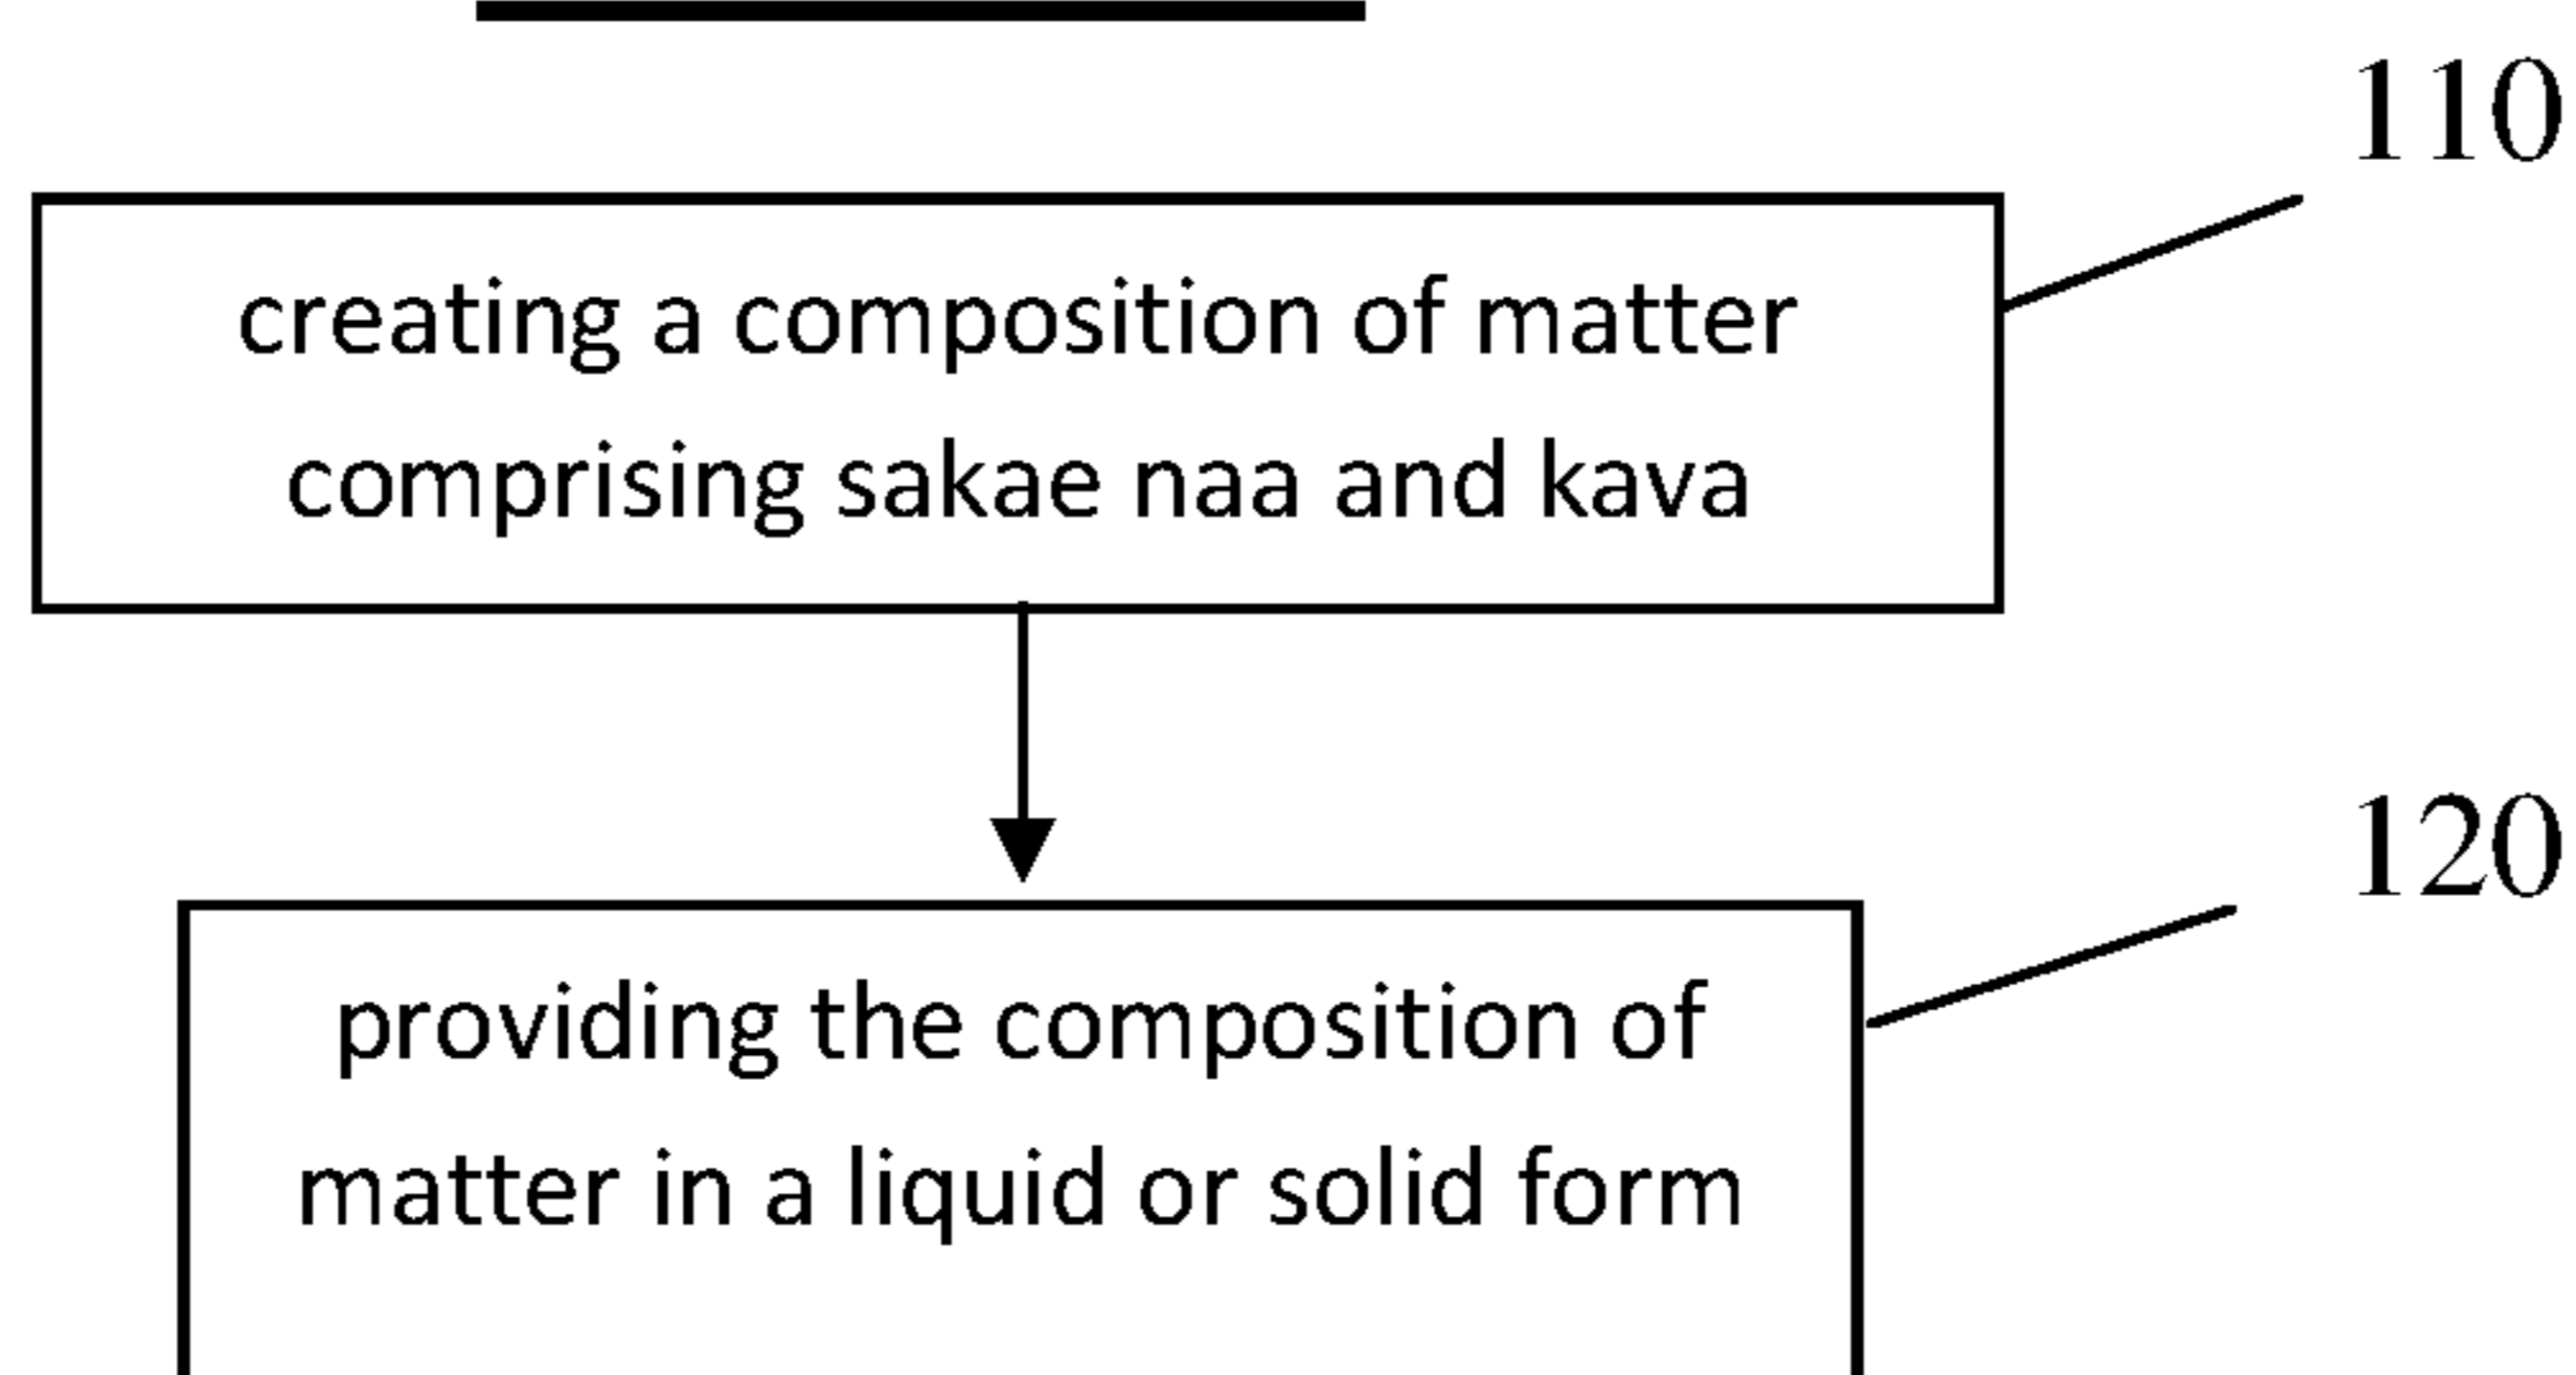 110
creating a composition of matter
comprising sakae naa and kava
120
providing the composition of
matter in a liquid or solid form